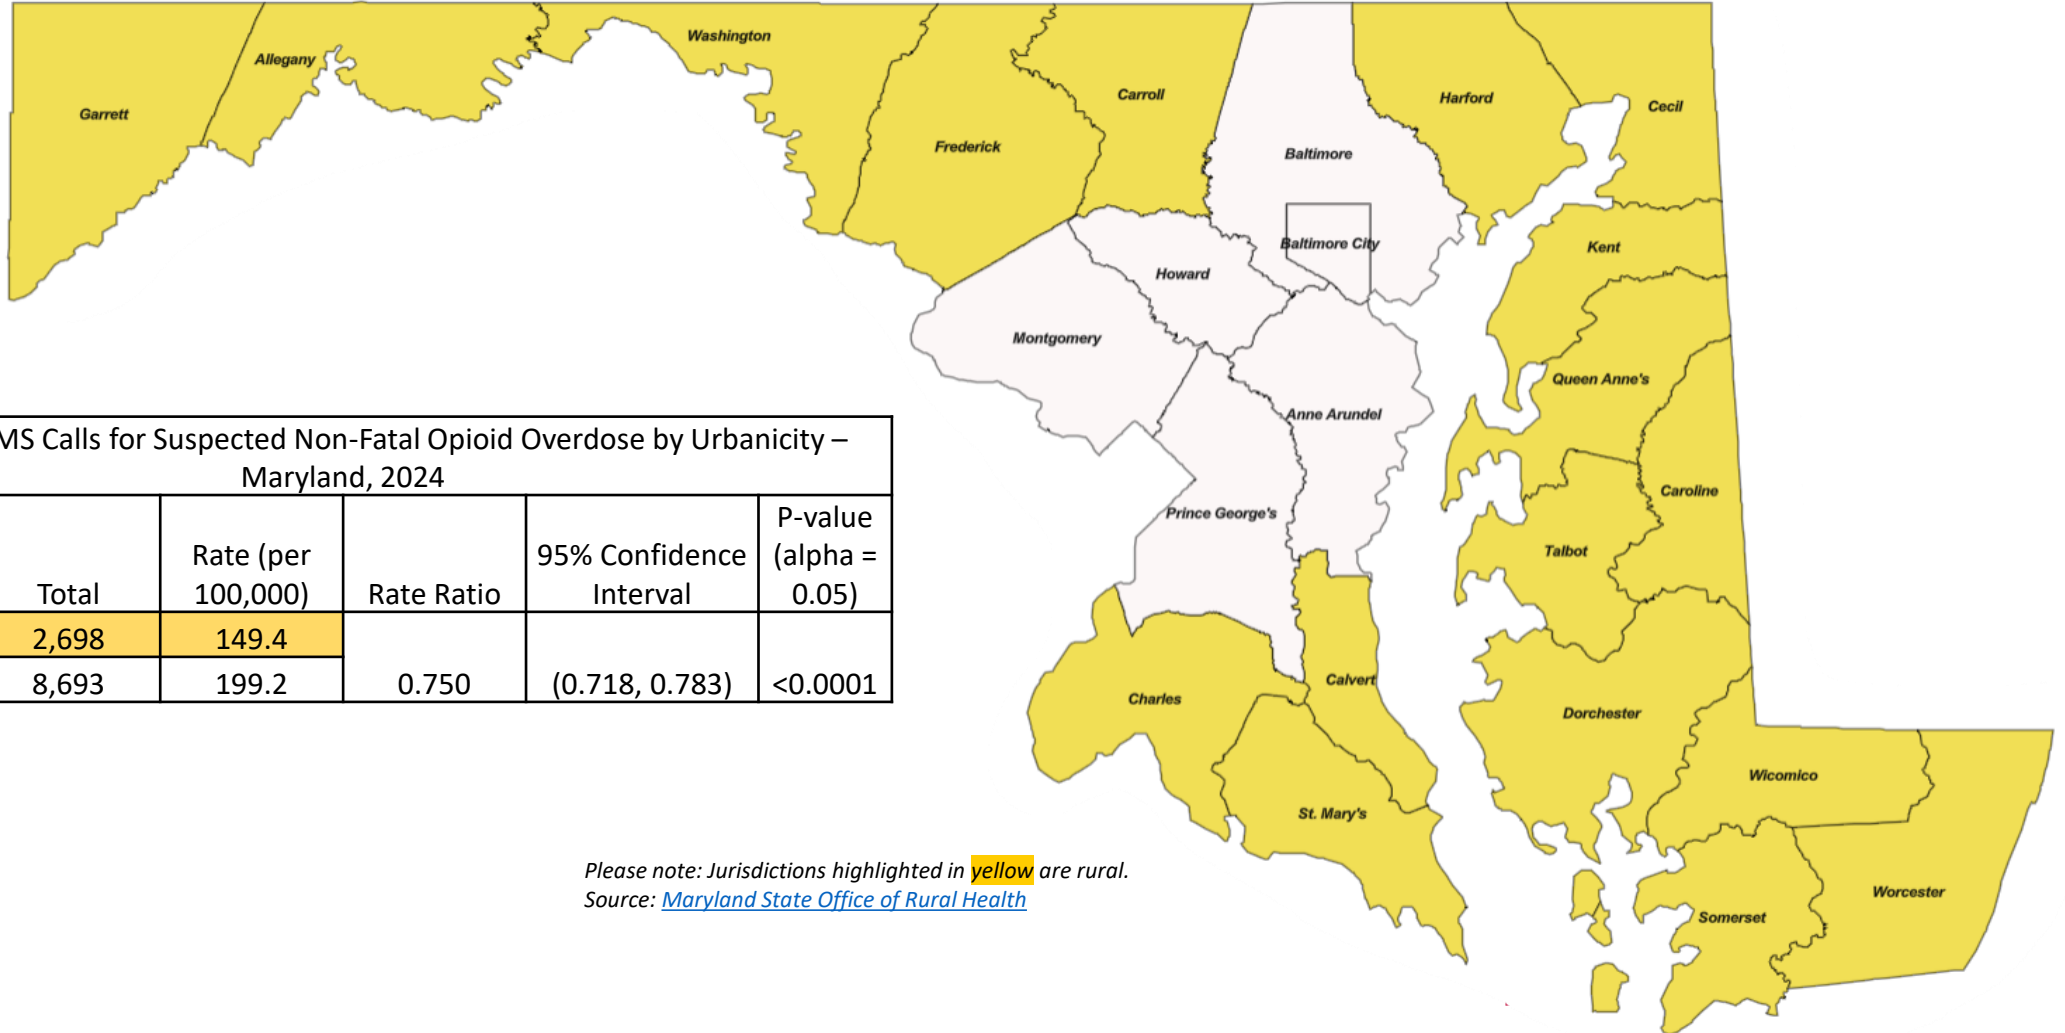 Washington
Allegany
Garrett
Carroll
Harford
Cecil
Frederick
Baltimore
Baltimore City
Kent
Howard
Montgomery
Queen Anne's
Anne Arundel
Caroline
Prince George's
Talbot
Calvert
Charles
Dorchester
Wicomico
St. Mary's
Worcester
Somerset
MS Calls for Suspected Non-Fatal Opioid Overdose by Urbanicity –
Maryland, 2024
Total
Rate (per
100,000)
Rate Ratio
95% Confidence
Interval
P-value
(alpha =
0.05)
2,698
149.4
8,693
199.2
0.750
(0.718, 0.783)
<0.0001
Please note: Jurisdictions highlighted in yellow are rural.
Source: Maryland State Office of Rural Health